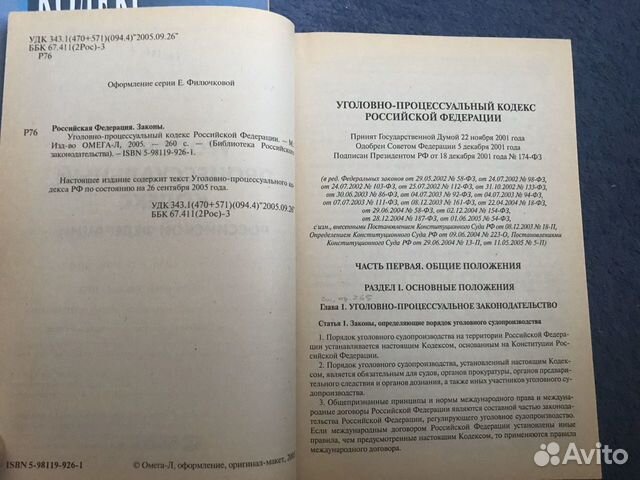 КОДЕКС
УДК 343.1(470+571)(094.4)"2005.09.26"
ББК 67.411(2Рос)-3
Р76
Оформление серии Е. Филючковой
Р76 Российская Федерация. Законы.
Уголовно-процессуальный кодекс Российской Федерации. — М.
Изд-во ОМЕГА-Л, 2005. — 260 с. — (Библиотека Российского
законодательства). — ISBN 5-98119-926-1.
Настоящее издание содержит текст Уголовно-процессуального ко-
декса РФ по состоянию на 26 сентября 2005 года.
УДК 343.1(470+571)(094.4)"2005.09.26"
ББК 67.411(2Рос)-3
ISBN 5-98119-926-1
© Омега-Л, оформление, оригинал-макет, 2005
УГОЛОВНО-ПРОЦЕССУАЛЬНЫЙ КОДЕКС
РОССИЙСКОЙ ФЕДЕРАЦИИ
Принят Государственной Думой 22 ноября 2001 года
Одобрен Советом Федерации 5 декабря 2001 года
Подписан Президентом РФ от 18 декабря 2001 года № 174-ФЗ
(в ред. Федеральных законов от 29.05.2002 № 58-ФЗ, от 24.07.2002 № 98-ФЗ,
от 24.07.2002 № 103-ФЗ, от 25.07.2002 № 112-ФЗ, от 31.10.2002 № 133-ФЗ,
от 30.06.2003 № 86-ФЗ, от 04.07.2003 № 92-ФЗ, от 04.07.2003 № 94-ФЗ,
от 07.07.2003 № 111-ФЗ, от 08.12.2003 № 161-ФЗ, от 22.04.2004 № 18-ФЗ,
от 29.06.2004 № 58-ФЗ, от 02.12.2004 № 154-ФЗ,
от 28.12.2004 № 187-ФЗ, от 01.06.2005 № 54-ФЗ,
с изм., внесенными Постановлением Конституционного Суда РФ от 08.12.2003 № 18-П,
Определением Конституционного Суда РФ от 09.06.2004 № 223-О, Постановлениями
Конституционного Суда РФ от 29.06.2004 № 13-П, от 11.05.2005 № 5-П)
ЧАСТЬ ПЕРВАЯ. ОБЩИЕ ПОЛОЖЕНИЯ
РАЗДЕЛ I. ОСНОВНЫЕ ПОЛОЖЕНИЯ
265
Глава 1. УГОЛОВНО-ПРОЦЕССУАЛЬНОЕ ЗАКОНОДАТЕЛЬСТВО
Статья 1. Законы, определяющие порядок уголовного судопроизводства
1. Порядок уголовного судопроизводства на территории Российской Федера-
ции устанавливается настоящим Кодексом, основанным на Конституции Рос-
сийской Федерации.
2. Порядок уголовного судопроизводства, установленный настоящим Кодек-
сом, является обязательным для судов, органов прокуратуры, органов предвари-
тельного следствия и органов дознания, а также иных участников уголовного су-
допроизводства.
3. Общепризнанные принципы и нормы международного права и междуна-
родные договоры Российской Федерации являются составной частью законода-
тельства Российской Федерации, регулирующего уголовное судопроизводство.
Если международным договором Российской Федерации установлены иные
правила, чем предусмотренные настоящим Кодексом, то применяются правила
международного договора.
Avito